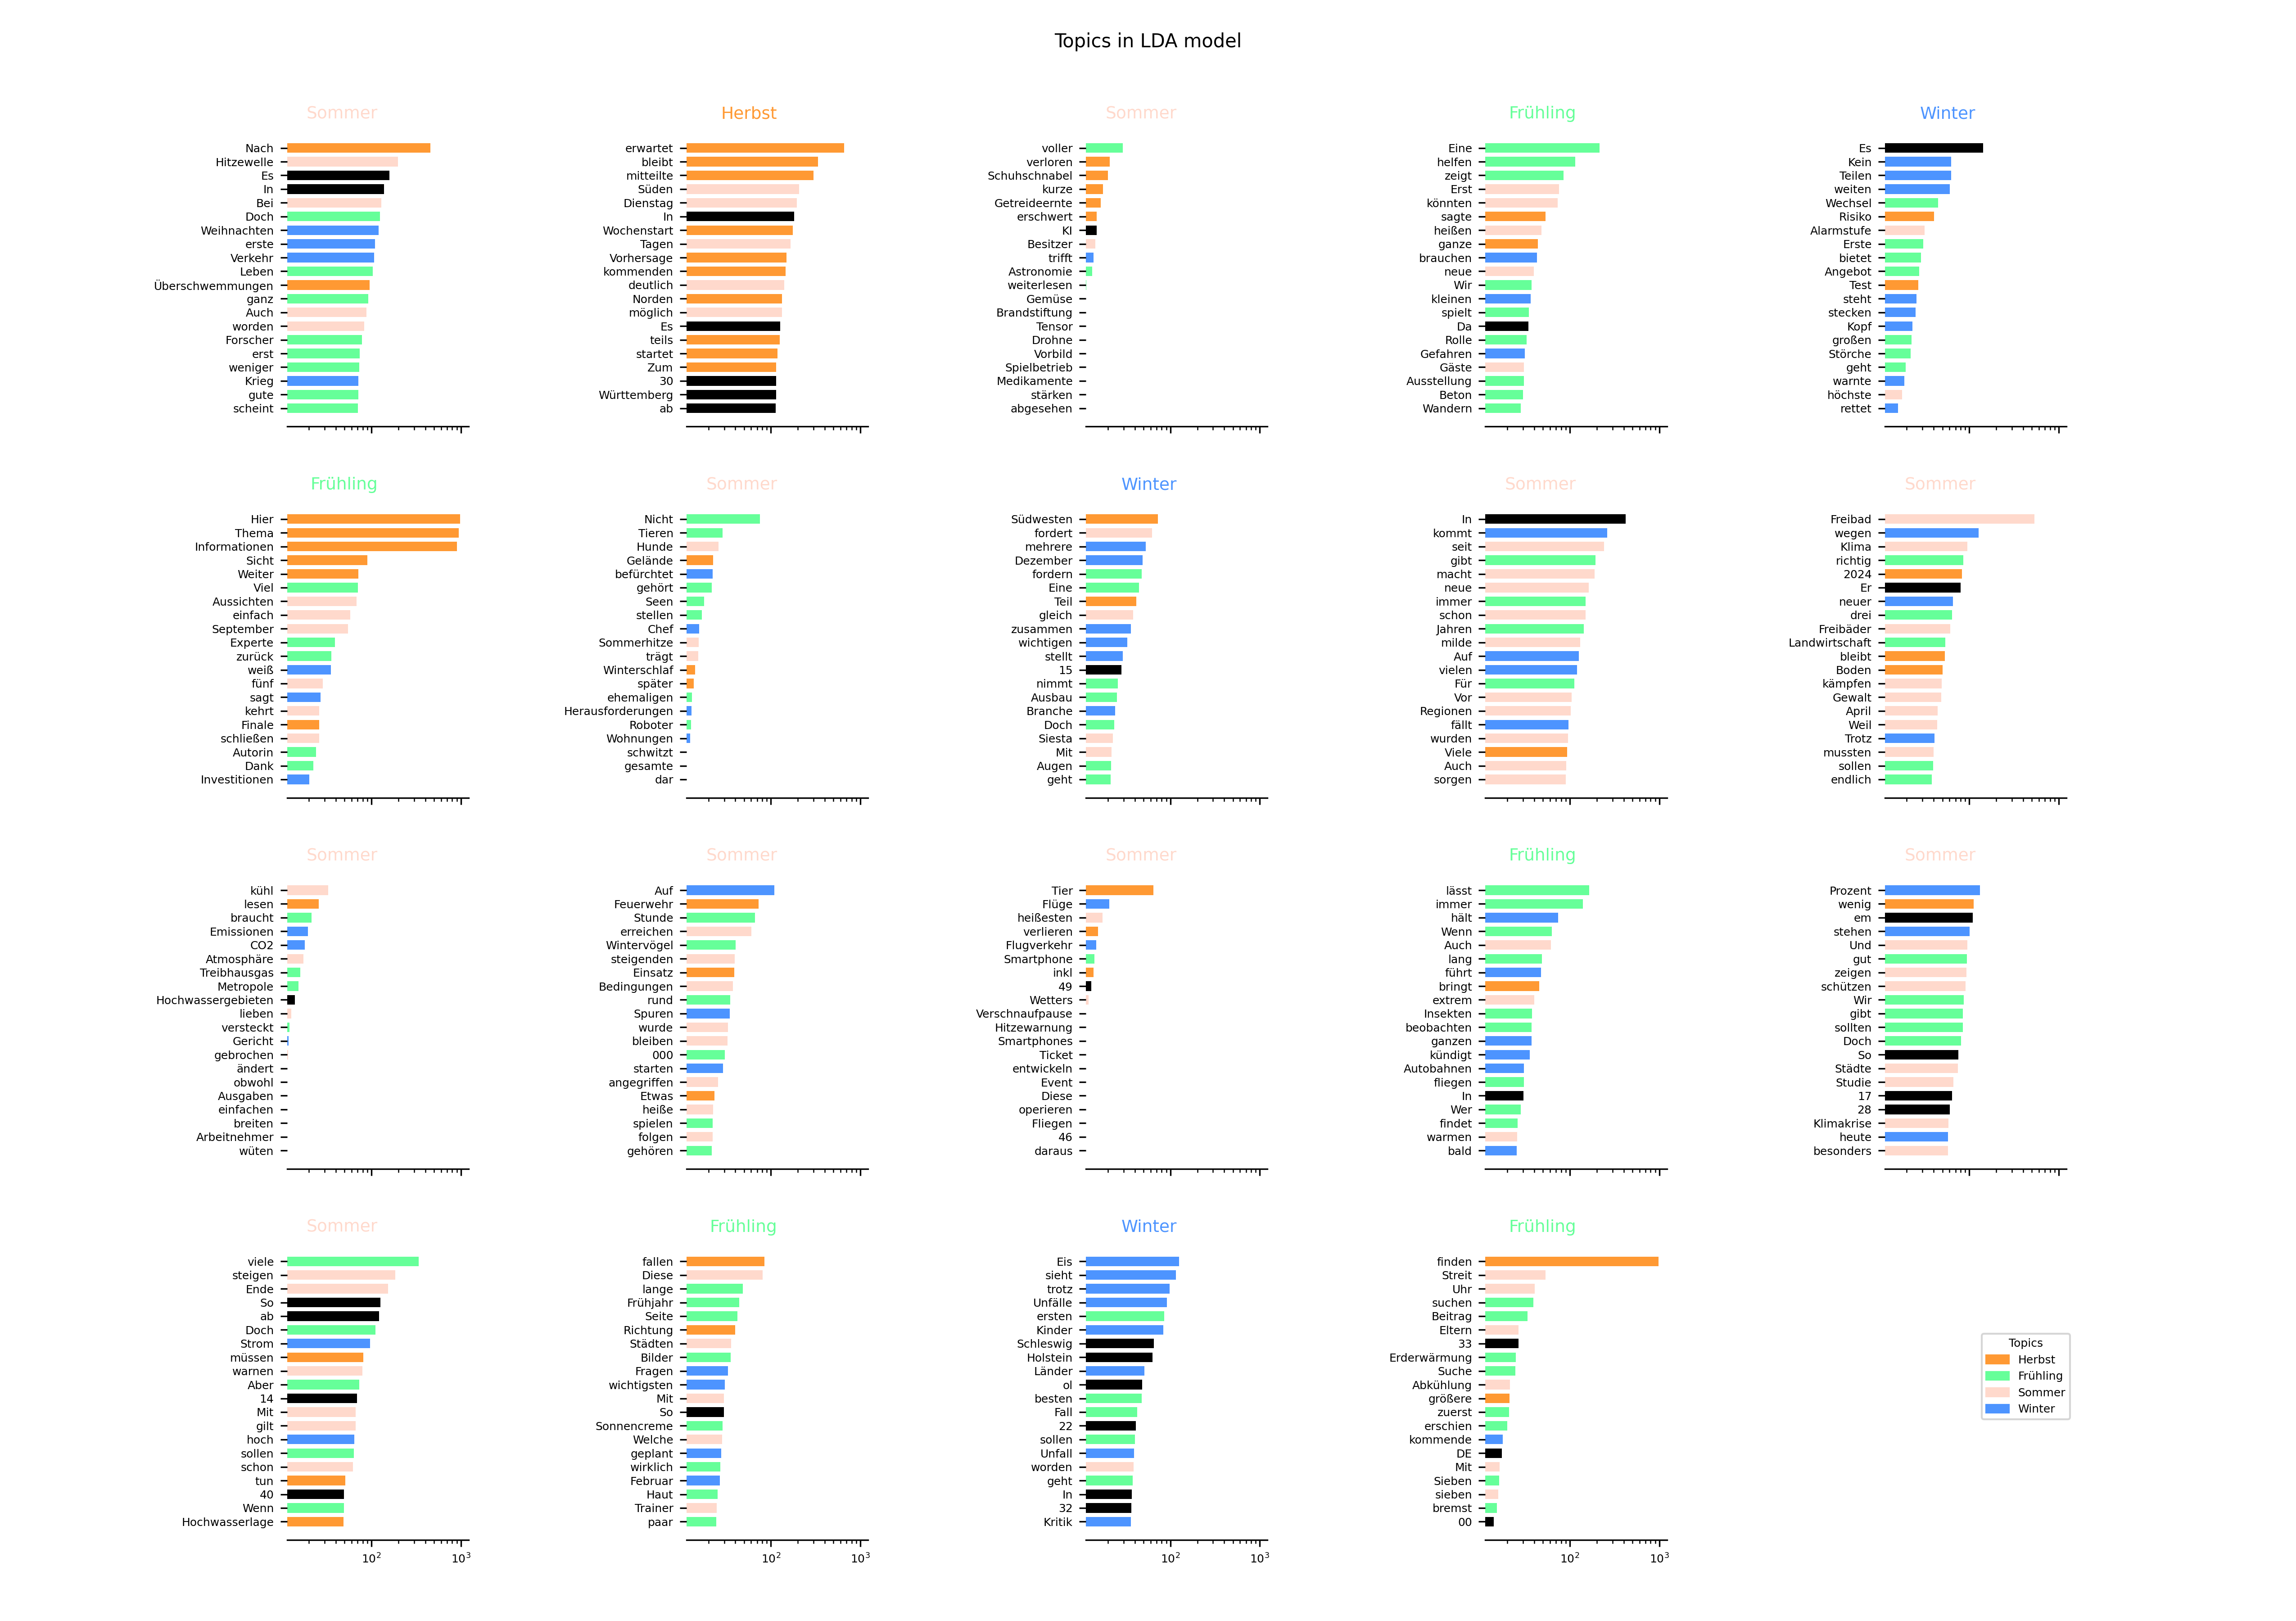 Topics in LDA model
Sommer
Nach
Hitzewelle
Es
In
Bei
Doch
Weihnachten
erste
Verkehr
Leben
Überschwemmungen
ganz
Auch
worden
Forscher
erst
weniger
Krieg
gute
scheint
Herbst
erwartet
bleibt
mitteilte
Süden
Dienstag
In
Wochenstart
Tagen
Vorhersage
kommenden
deutlich
Norden
möglich
Es
teils
startet
Zum
30
Württemberg
ab
Sommer
voller
verloren
Schuhschnabel
kurze
Getreideernte
erschwert
KI
Besitzer
trifft
Astronomie
weiterlesen
Gemüse
Brandstiftung
Tensor
Drohne
Vorbild
Spielbetrieb
Medikamente
stärken
abgesehen
Frühling
Eine
helfen
zeigt
Erst
könnten
sagte
heißen
ganze
brauchen
neue
Wir
kleinen
spielt
Da
Rolle
Gefahren
Gäste
Ausstellung
Beton
Wandern
Winter
Es
Kein
Teilen
weiten
Wechsel
Risiko
Alarmstufe
Erste
bietet
Angebot
Test
steht
stecken
Kopf
großen
Störche
geht
warnte
höchste
rettet
Frühling
Hier
Thema
Informationen
Sicht
Weiter
Viel
Aussichten
einfach
September
Experte
zurück
weiß
fünf
sagt
kehrt
Finale
schließen
Autorin
Dank
Investitionen
Sommer
Nicht
Tieren
Hunde
Gelände
befürchtet
gehört
Seen
stellen
Chef
Sommerhitze
trägt
Winterschlaf
später
ehemaligen
Herausforderungen
Roboter
Wohnungen
schwitzt
gesamte
dar
Winter
Südwesten
fordert
mehrere
Dezember
fordern
Eine
Teil
gleich
zusammen
wichtigen
stellt
15
nimmt
Ausbau
Branche
Doch
Siesta
Mit
Augen
geht
Sommer
In
kommt
seit
gibt
macht
neue
immer
schon
Jahren
milde
Auf
vielen
Für
Vor
Regionen
fällt
wurden
Viele
Auch
sorgen
Sommer
Freibad
wegen
Klima
richtig
2024
Er
neuer
drei
Freibäder
Landwirtschaft
bleibt
Boden
kämpfen
Gewalt
April
Weil
Trotz
mussten
sollen
endlich
Sommer
kühl
lesen
braucht
Emissionen
CO2
Atmosphäre
Treibhausgas
Metropole
Hochwassergebieten
lieben
versteckt
Gericht
gebrochen
ändert
obwohl
Ausgaben
einfachen
breiten
Arbeitnehmer
wüten
Sommer
Auf
Feuerwehr
Stunde
erreichen
Wintervögel
steigenden
Einsatz
Bedingungen
rund
Spuren
wurde
bleiben
000
starten
angegriffen
Etwas
heiße
spielen
folgen
gehören
Sommer
Tier
Flüge
heißesten
verlieren
Flugverkehr
Smartphone
inkl
49
Wetters
Verschnaufpause
Hitzewarnung
Smartphones
Ticket
entwickeln
Event
Diese
operieren
Fliegen
46
daraus
Frühling
lässt
immer
hält
Wenn
Auch
lang
führt
bringt
extrem
Insekten
beobachten
ganzen
kündigt
Autobahnen
fliegen
In
Wer
findet
warmen
bald
Sommer
Prozent
wenig
em
stehen
Und
gut
zeigen
schützen
Wir
gibt
sollten
Doch
So
Städte
Studie
17
28
Klimakrise
heute
besonders
Sommer
viele
steigen
Ende
So
ab
Doch
Strom
müssen
warnen
Aber
14
Mit
gilt
hoch
sollen
schon
tun
40
Wenn
Hochwasserlage
10²
10³
Frühling
fallen
Diese
lange
Frühjahr
Seite
Richtung
Städten
Bilder
Fragen
wichtigsten
Mit
So
Sonnencreme
Welche
geplant
wirklich
Februar
Haut
Trainer
paar
10²
10³
Winter
Eis
sieht
trotz
Unfälle
ersten
Kinder
Schleswig
Holstein
Länder
ol
besten
Fall
22
sollen
Unfall
worden
geht
In
32
Kritik
10²
10³
Frühling
finden
Streit
Uhr
suchen
Beitrag
Eltern
33
Erderwärmung
Suche
Abkühlung
größere
zuerst
erschien
kommende
DE
Mit
Sieben
sieben
bremst
00
10²
10³
Topics
Herbst
Frühling
Sommer
Winter